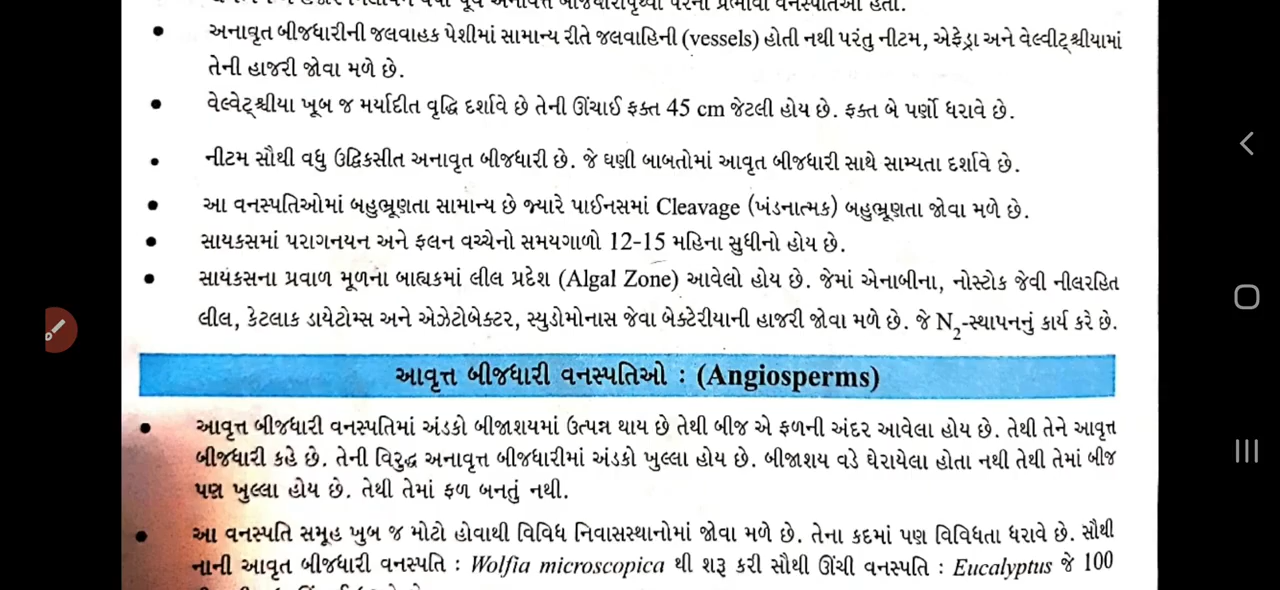 અનાવૃત બીજધારીની જલવાહક પેશીમાં સામાન્ય રીતે જલવાહિની (vessels) હોતી નથી પરંતુ નીટમ, એફેડ્રા અને વેલ્વીટ્શ્ચીયામાં
તેની હાજરી જોવા મળે છે.
વેલ્વેટ્શ્ચીયા ખૂબ જ મર્યાદીત વૃદ્ધિ દર્શાવે છે તેની ઊંચાઈ ફક્ત 45 cm જેટલી હોય છે. ફક્ત બે પર્ણો ધરાવે છે.
નીટમ સૌથી વધુ ઉદ્વિકસીત અનાવૃત બીજધારી છે. જે ઘણી બાબતોમાં આવૃત બીજધારી સાથે સામ્યતા દર્શાવે છે.
આ વનસ્પતિઓમાં બહુભ્રૂણતા સામાન્ય છે જ્યારે પાઈનસમાં Cleavage (ખંડનાત્મક) બહુભ્રૂણતા જોવા મળે છે.
સાયકસમાં પરાગનયન અને ફલન વચ્ચેનો સમયગાળો 12-15 મહિના સુધીનો હોય છે.
સાયકસના પ્રવાળ મૂળના બાહ્યકમાં લીલ પ્રદેશ (Algal Zone) આવેલો હોય છે. જેમાં એનાબીના, નોસ્ટોક જેવી નીલરહિત
લીલ, કેટલાક ડાયેટોમ્સ અને એઝેટોબેક્ટર, સ્યુડોમોનાસ જેવા બેક્ટેરીયાની હાજરી જોવા મળે છે. જે N2-સ્થાપનનું કાર્ય કરે છે.
આવૃત્ત બીજધારી વનસ્પતિઓ : (Angiosperms)
આવૃત્ત બીજધારી વનસ્પતિમાં અંડકો બીજાશયમાં ઉત્પન્ન થાય છે તેથી બીજ એ ફળની અંદર આવેલા હોય છે. તેથી તેને આવૃત્ત
બીજધારી કહે છે. તેની વિરુદ્ધ અનાવૃત્ત બીજધારીમાં અંડકો ખુલ્લા હોય છે. બીજાશય વડે ઘેરાયેલા હોતા નથી તેથી તેમાં બીજ
પણ ખુલ્લા હોય છે. તેથી તેમાં ફળ બનતું નથી.
આ વનસ્પતિ સમૂહ ખુબ જ મોટો હોવાથી વિવિધ નિવાસસ્થાનોમાં જોવા મળે છે. તેના કદમાં પણ વિવિધતા ધરાવે છે. સૌથી
નાની આવૃત બીજધારી વનસ્પતિ : Wolfia microscopica થી શરૂ કરી સૌથી ઊંચી વનસ્પતિ : Eucalyptus જે 100